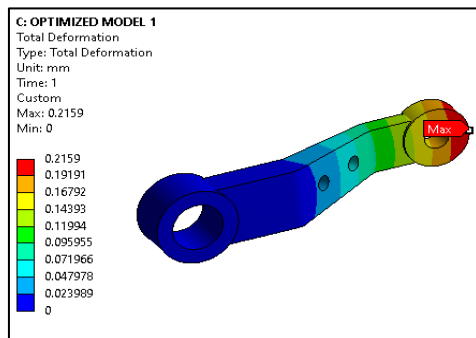 C: OPTIMIZED MODEL 1
Total Deformation
Type: Total Deformation
Unit: mm
Time: 1
Custom
Max: 0.2159
Min: 0
Max
0.2159
0.19191
0.16792
0.14393
0.11994
0.095955
0.071966
0.047978
0.023989
0